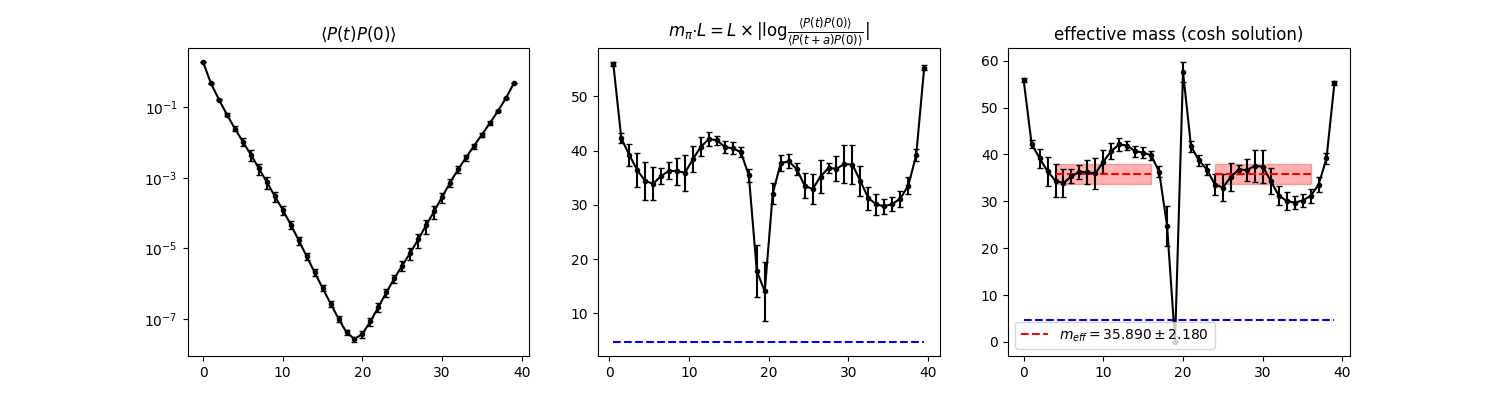 ⟨P(t)P(0)⟩
m_π·L = L × |log ⟨P(t)P(0)⟩/⟨P(t+a)P(0)⟩|
effective mass (cosh solution)
10⁻¹
10⁻³
10⁻⁵
10⁻⁷
0 10 20 30 40
50
40
30
20
10
0 10 20 30 40
60
50
40
30
20
10
0
m_eff = 35.890 ± 2.180
0 10 20 30 40